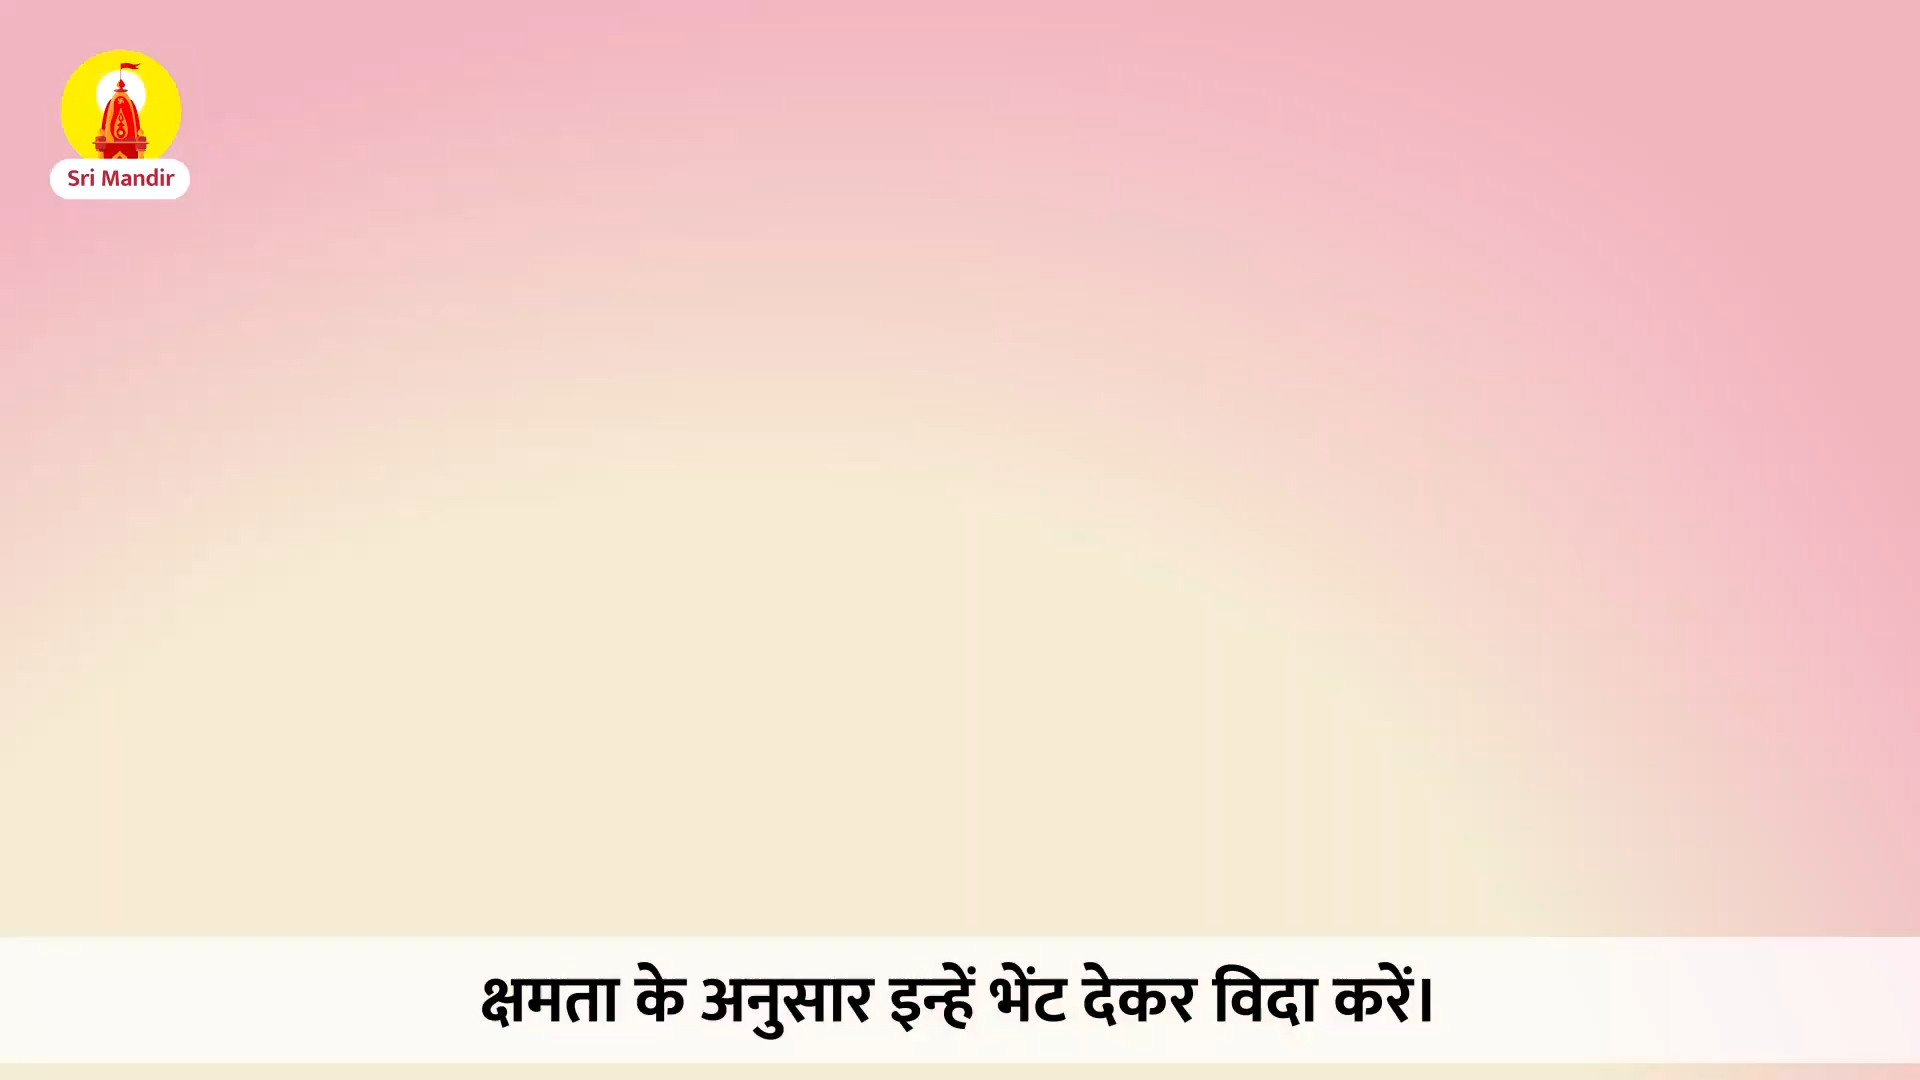 Sri Mandir
क्षमता के अनुसार इन्हें भेंट देकर विदा करें।